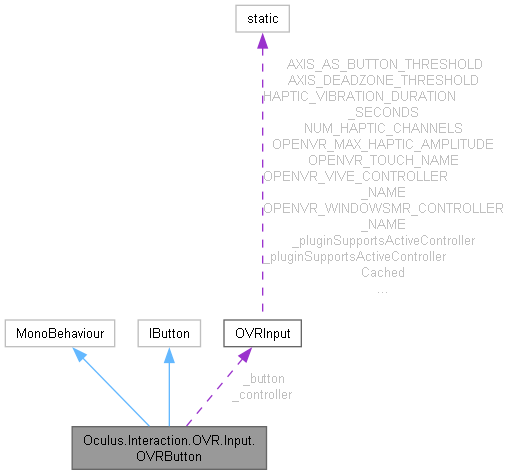 static
AXIS_AS_BUTTON_THRESHOLD
AXIS_DEADZONE_THRESHOLD
HAPTIC_VIBRATION_DURATION
_SECONDS
NUM_HAPTIC_CHANNELS
OPENVR_MAX_HAPTIC_AMPLITUDE
OPENVR_TOUCH_NAME
OPENVR_VIVE_CONTROLLER
_NAME
OPENVR_WINDOWSMR_CONTROLLER
_NAME
_pluginSupportsActiveController
_pluginSupportsActiveController
Cached
...
MonoBehaviour
IButton
OVRInput
_button
_controller
Oculus.Interaction.OVR.Input.
OVRButton